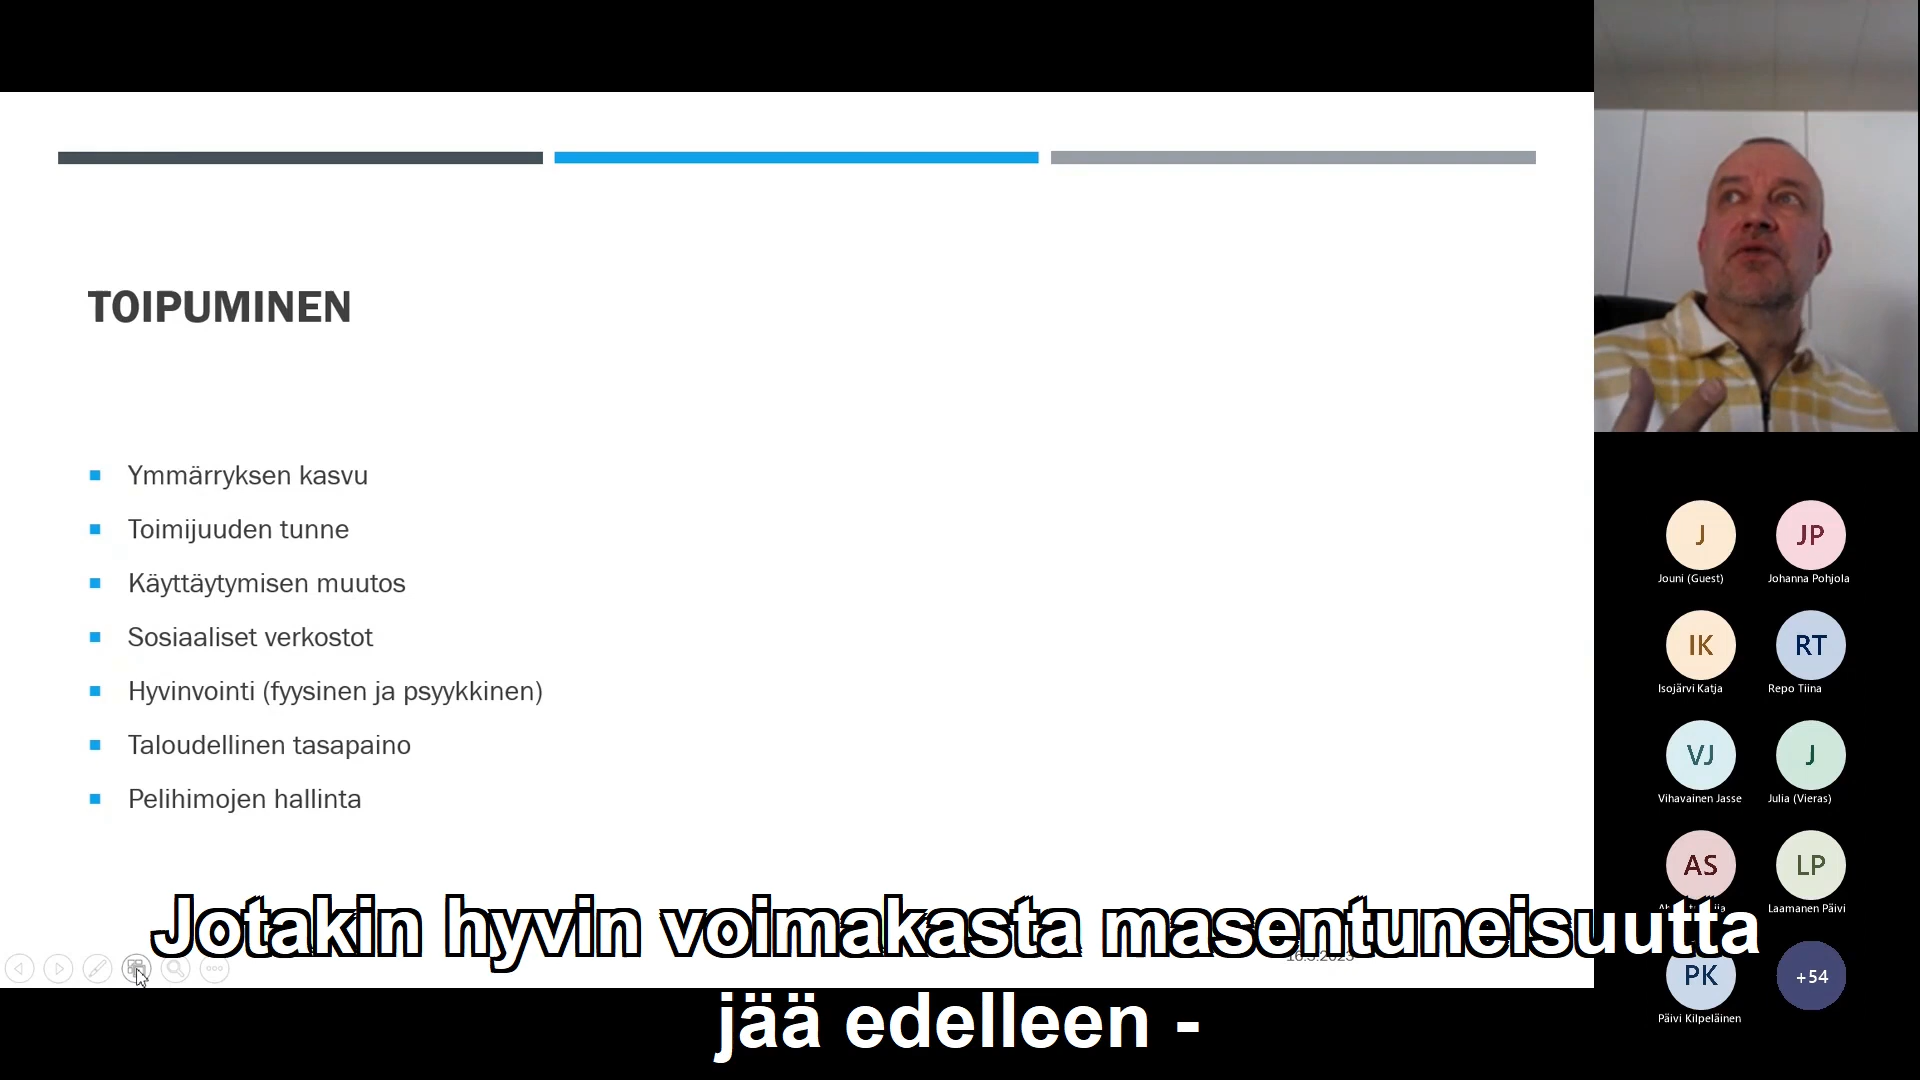 TOIPUMINEN
Ymmärryksen kasvu
Toimijuuden tunne
Käyttäytymisen muutos
Sosiaaliset verkostot
Hyvinvointi (fyysinen ja psyykkinen)
Taloudellinen tasapaino
Pelihimojen hallinta
J
JP
Jouni (Guest)
Johanna Pohjola
IK
RT
Isojärvi Katja
Repo Tiina
VJ
J
Vihavainen Jasse
Julia (Vieras)
AS
LP
Laamanen Päivi
PK
+54
Päivi Kilpeläinen
Jotakin hyvin voimakasta masentuneisuutta
jää edelleen -